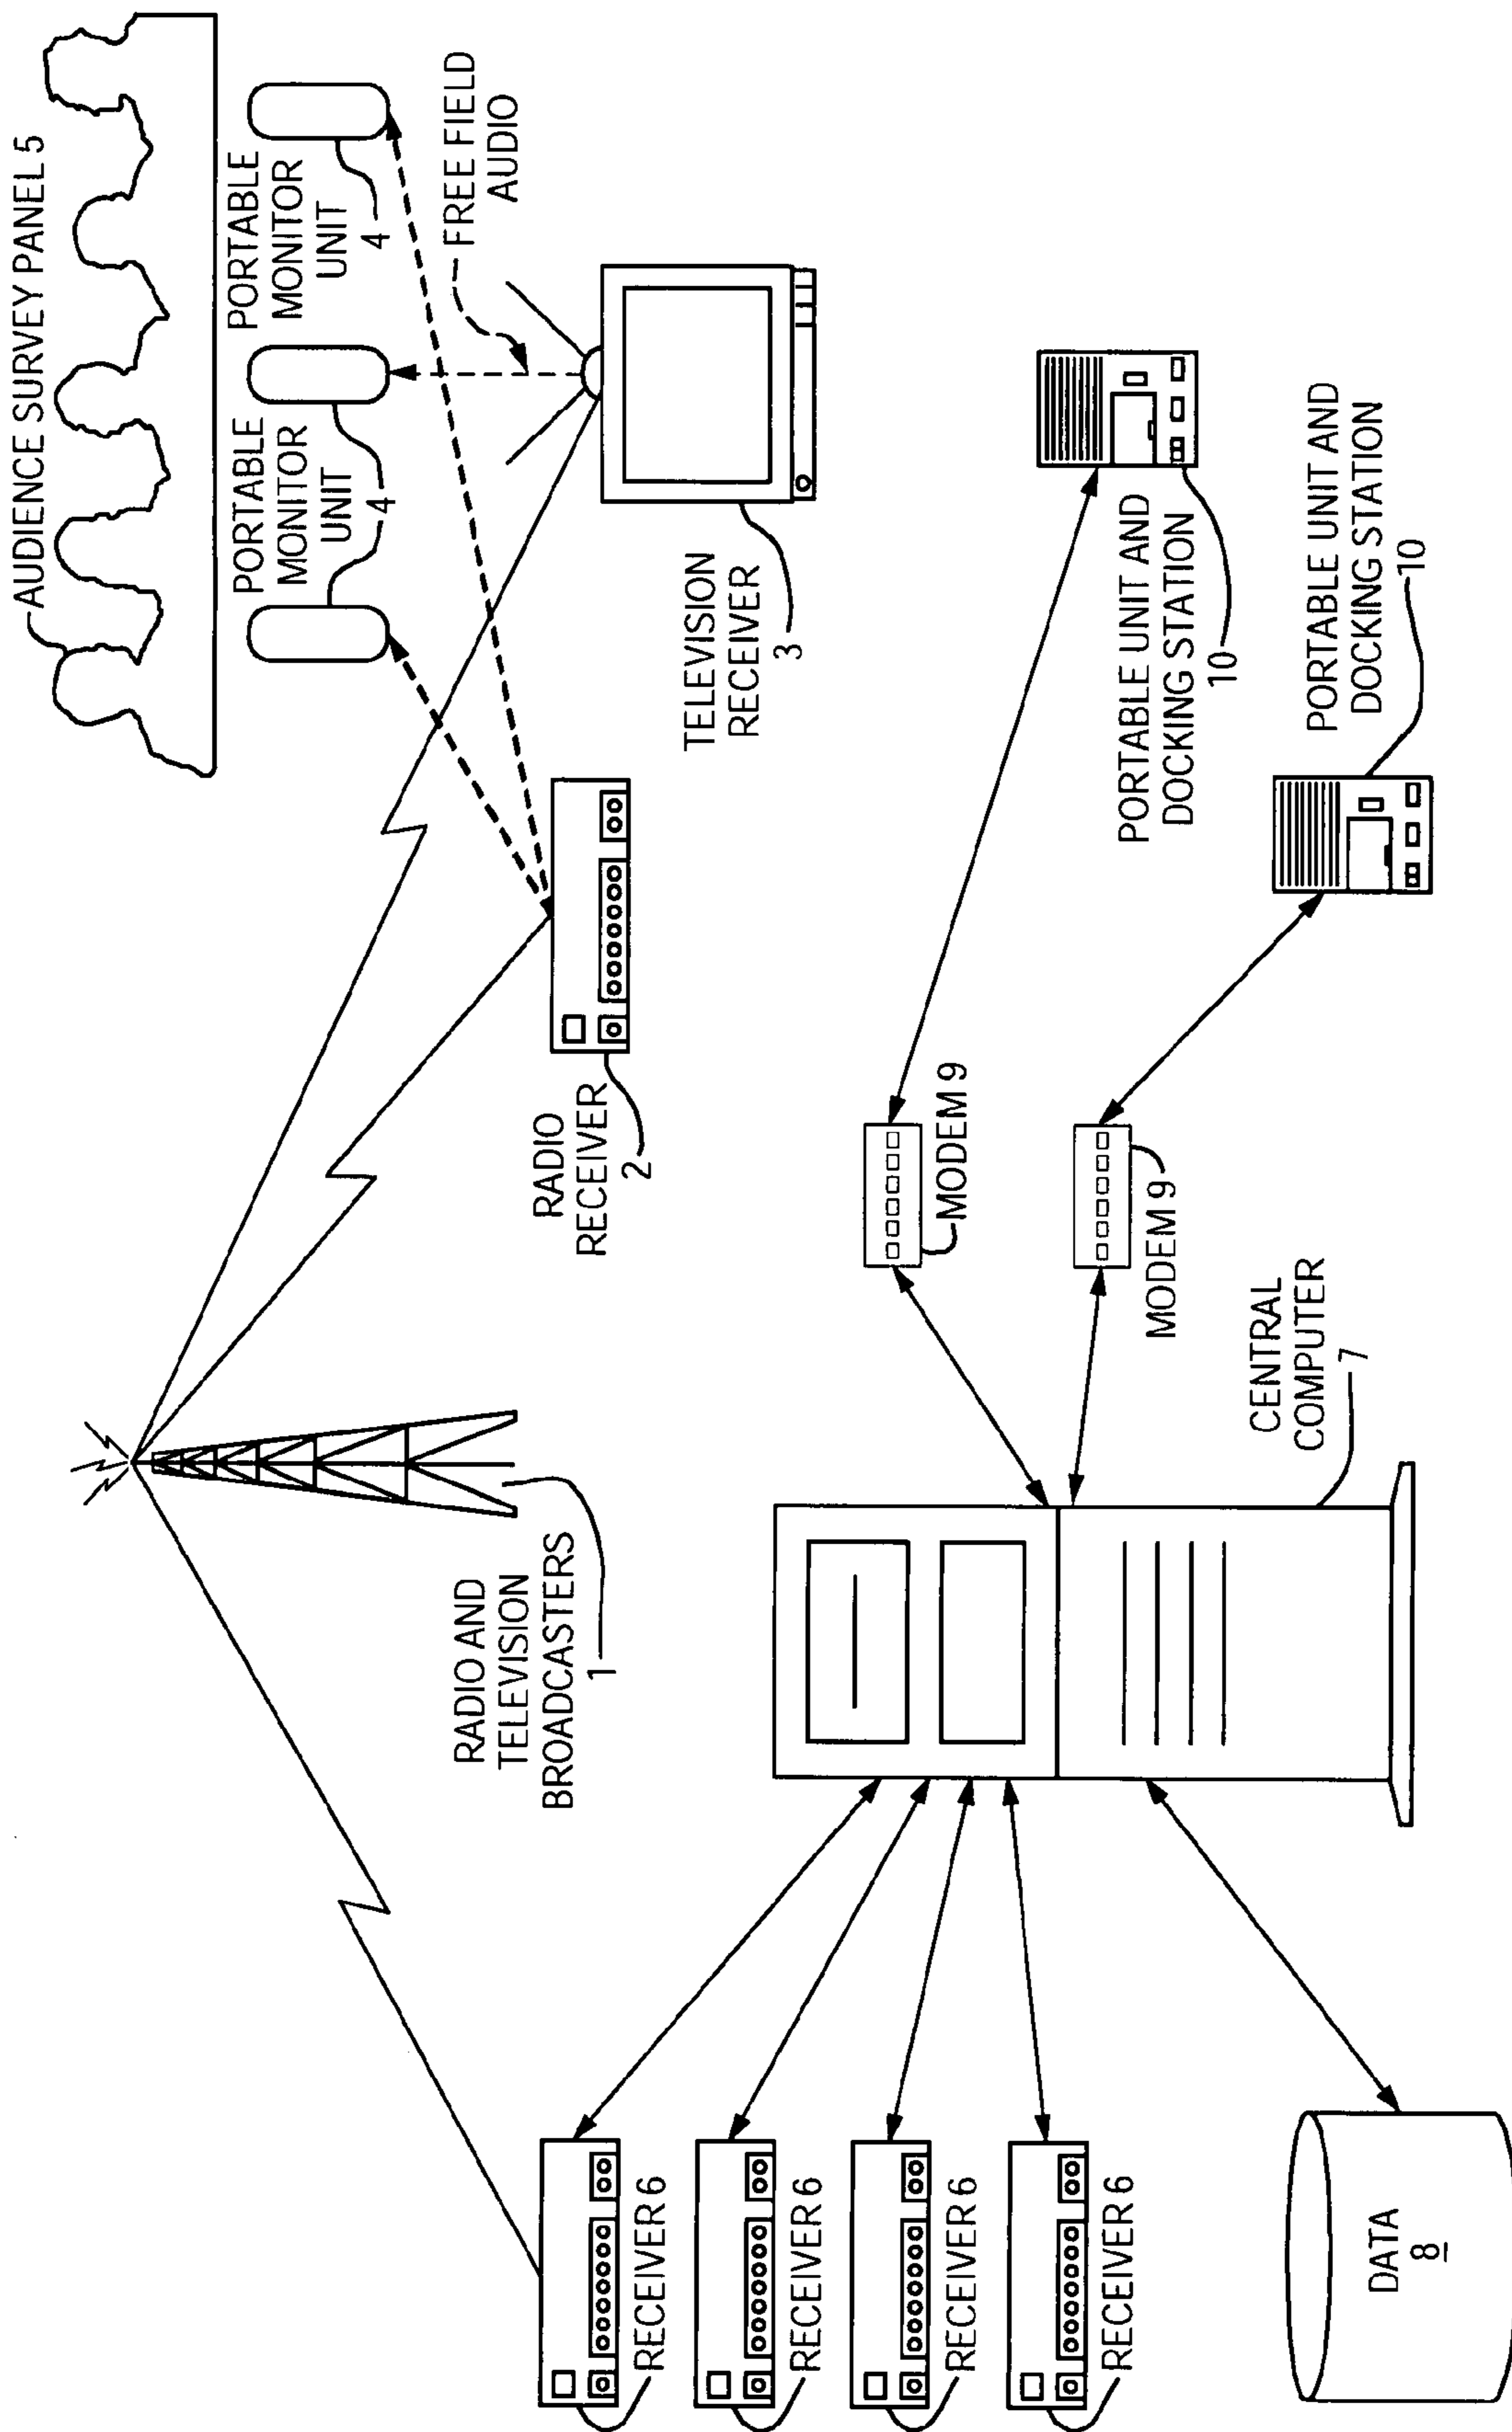 AUDIENCE SURVEY PANEL 5
PORTABLE
MONITOR
UNIT
4
PORTABLE
MONITOR
UNIT
4
FREE FIELD
AUDIO
TELEVISION
RECEIVER
3
RADIO
RECEIVER
2
RADIO AND
TELEVISION
BROADCASTERS
1
RECEIVER 6
RECEIVER 6
RECEIVER 6
RECEIVER 6
DATA
8
CENTRAL
COMPUTER
7
MODEM 9
MODEM 9
PORTABLE UNIT AND
DOCKING STATION
10
PORTABLE UNIT AND
DOCKING STATION
10